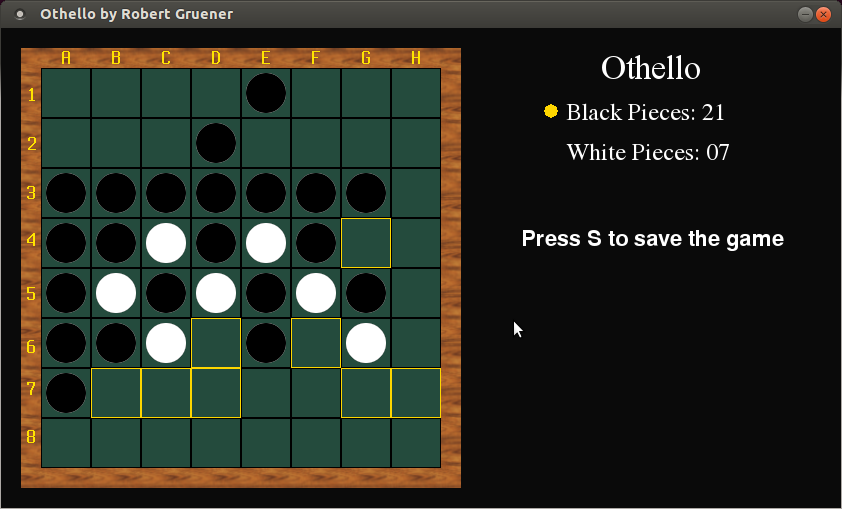 Othello by Robert Gruener
A B C D E F G H
Othello
1
Black Pieces: 21
2
White Pieces: 07
3
4
Press S to save the game
5
6
7
8